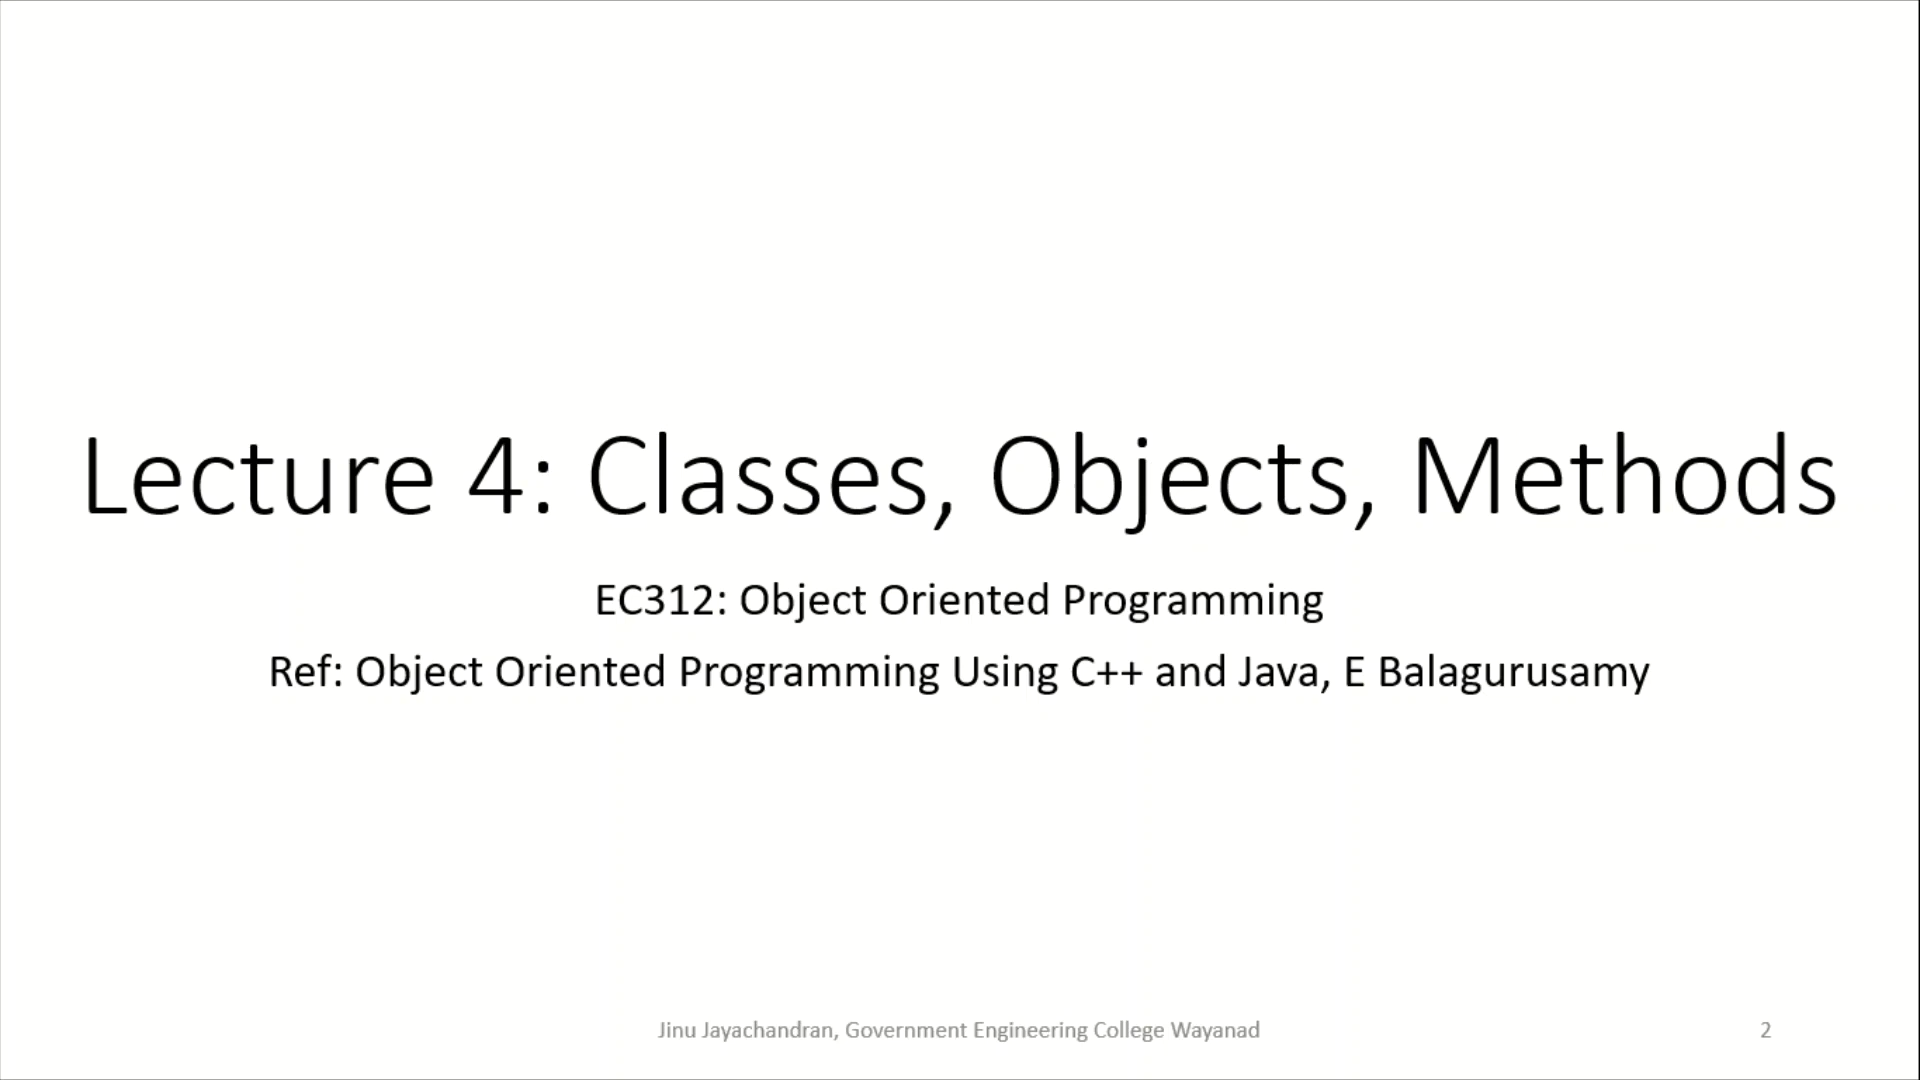 Lecture 4: Classes, Objects, Methods
EC312: Object Oriented Programming
Ref: Object Oriented Programming Using C++ and Java, E Balagurusamy
Jinu Jayachandran, Government Engineering College Wayanad
2